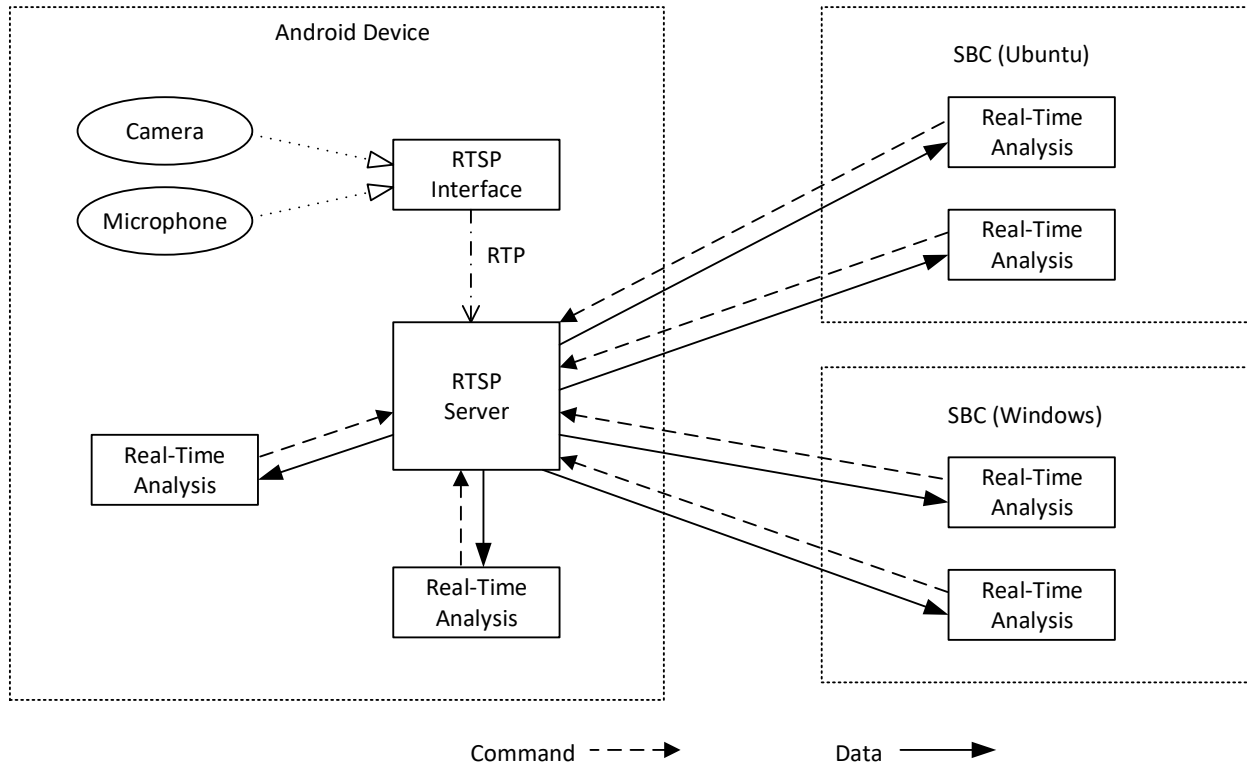 Android Device
Camera
Microphone
RTSP
Interface
RTP
RTSP
Server
Real-Time
Analysis
Real-Time
Analysis
SBC (Ubuntu)
Real-Time
Analysis
Real-Time
Analysis
SBC (Windows)
Real-Time
Analysis
Real-Time
Analysis
Command
Data